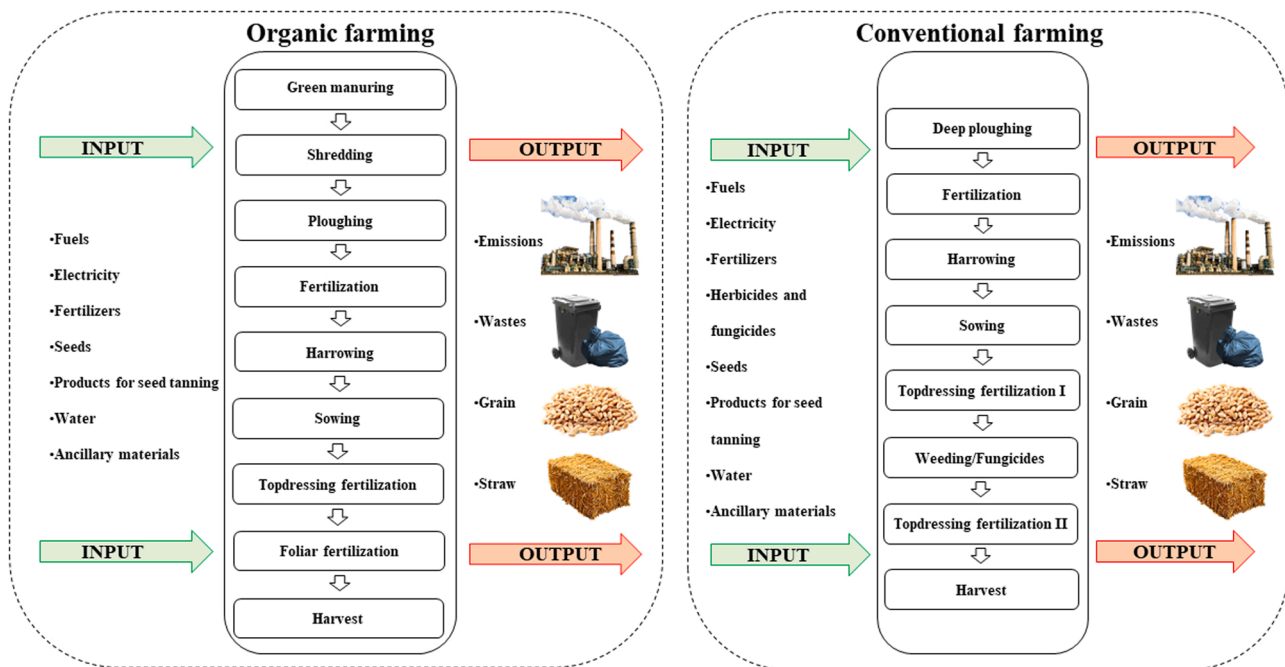 Organic farming
INPUT
•Fuels
•Electricity
•Fertilizers
•Seeds
•Products for seed tanning
•Water
•Ancillary materials
INPUT
Green manuring
Shredding
Ploughing
Fertilization
Harrowing
Sowing
Topdressing fertilization
Foliar fertilization
Harvest
OUTPUT
•Emissions
•Wastes
•Grain
•Straw
OUTPUT
Conventional farming
INPUT
•Fuels
•Electricity
•Fertilizers
•Herbicides and
fungicides
•Seeds
•Products for seed
tanning
•Water
•Ancillary materials
INPUT
Deep ploughing
Fertilization
Harrowing
Sowing
Topdressing fertilization I
Weeding/Fungicides
Topdressing fertilization II
Harvest
OUTPUT
•Emissions
•Wastes
•Grain
•Straw
OUTPUT